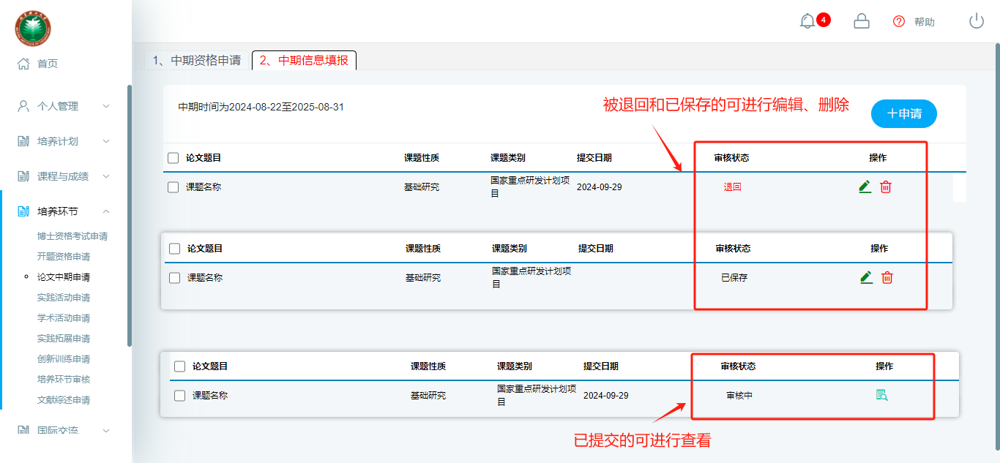 4
帮助
首页
个人管理
培养计划
课程与成绩
培养环节
博士资格考试申请
开题资格申请
论文中期申请
实践活动申请
学术活动申请
实践拓展申请
创新训练申请
培养环节审核
文献综述申请
国际交流
1、中期资格申请
2、中期信息填报
中期时间为2024-08-22至2025-08-31
被退回和已保存的可进行编辑、删除
十申请
论文题目 课题性质 课题类别 提交日期 审核状态 操作
课题名称 基础研究 国家重点研发计划项 2024-09-29 退回
目
论文题目 课题性质 课题类别 提交日期 审核状态 操作
课题名称 基础研究 国家重点研发计划项 已保存
目
论文题目 课题性质 课题类别 提交日期 审核状态 操作
课题名称 基础研究 国家重点研发计划项 2024-09-29 审核中
目
已提交的可进行查看